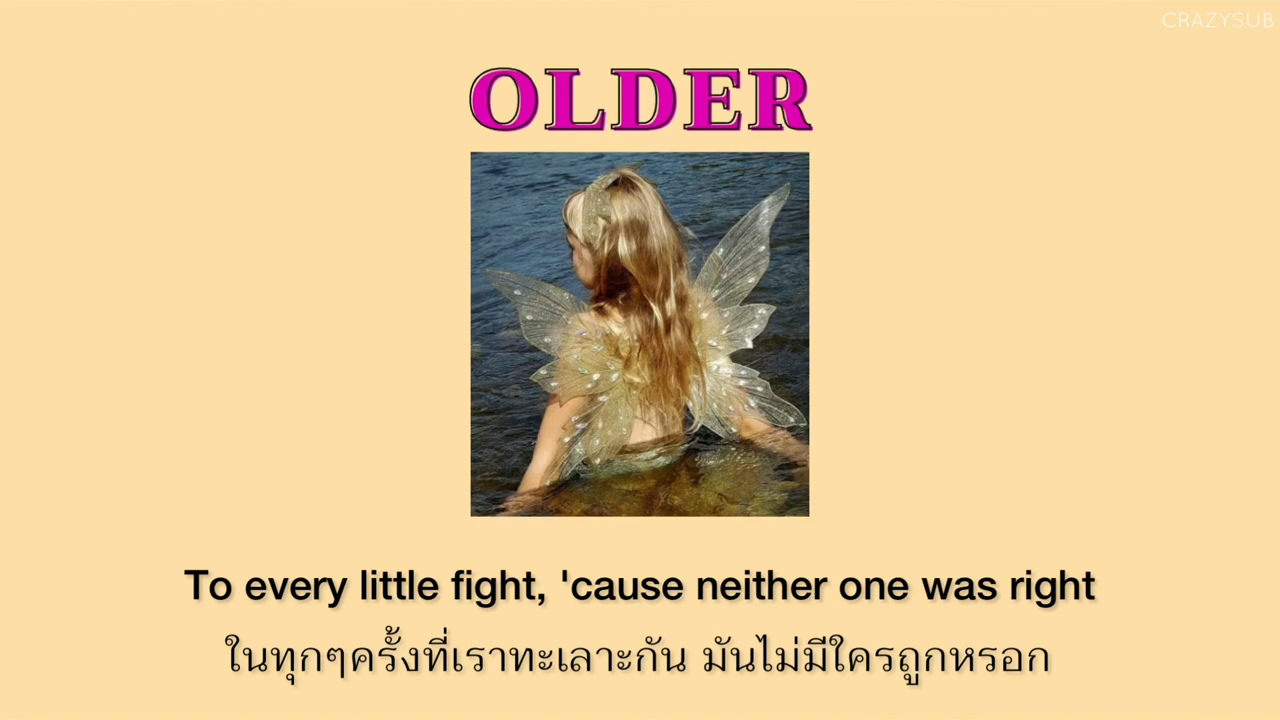 CRAZYSUB
OLDER
To every little fight, 'cause neither one was right
ในทุกๆครั้งที่เราทะเลาะกัน มันไม่มีใครถูกหรอก